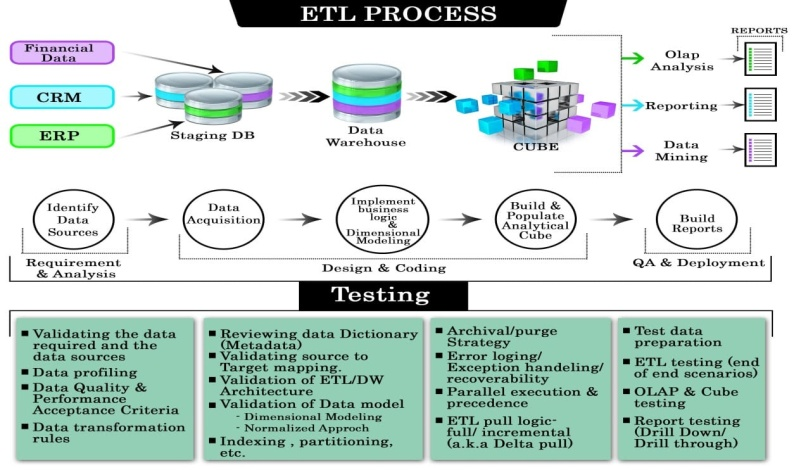 ETL PROCESS
REPORTS
Financial
Data
CRM
ERP
Staging DB
Data
Warehouse
CUBE
Olap
Analysis
Reporting
Data
Mining
Identify
Data
Sources
Data
Acquisition
Implement
business
logic
&
Dimensional
Modeling
Build &
Populate
Analytical
Cube
Build
Reports
Requirement
& Analysis
Design & Coding
QA & Deployment
Testing
Validating the data
required and the
data sources
Data profiling
Data Quality &
Performance
Acceptance Criteria
Data transformation
rules
Reviewing data Dictionary
(Metadata)
Validating source to
Target mapping.
Validation of ETL/DW
Architecture
Validation of Data model
- Dimensional Modeling
- Normalized Approch
Indexing , partitioning,
etc.
Archival/purge
Strategy
Error loging/
Exception handeling/
recoverability
Parallel execution &
precedence
ETL pull logic-
full/ incremental
(a.k.a Delta pull)
Test data
preparation
ETL testing (end
of end scenarios)
OLAP & Cube
testing
Report testing
(Drill Down/
Drill through)